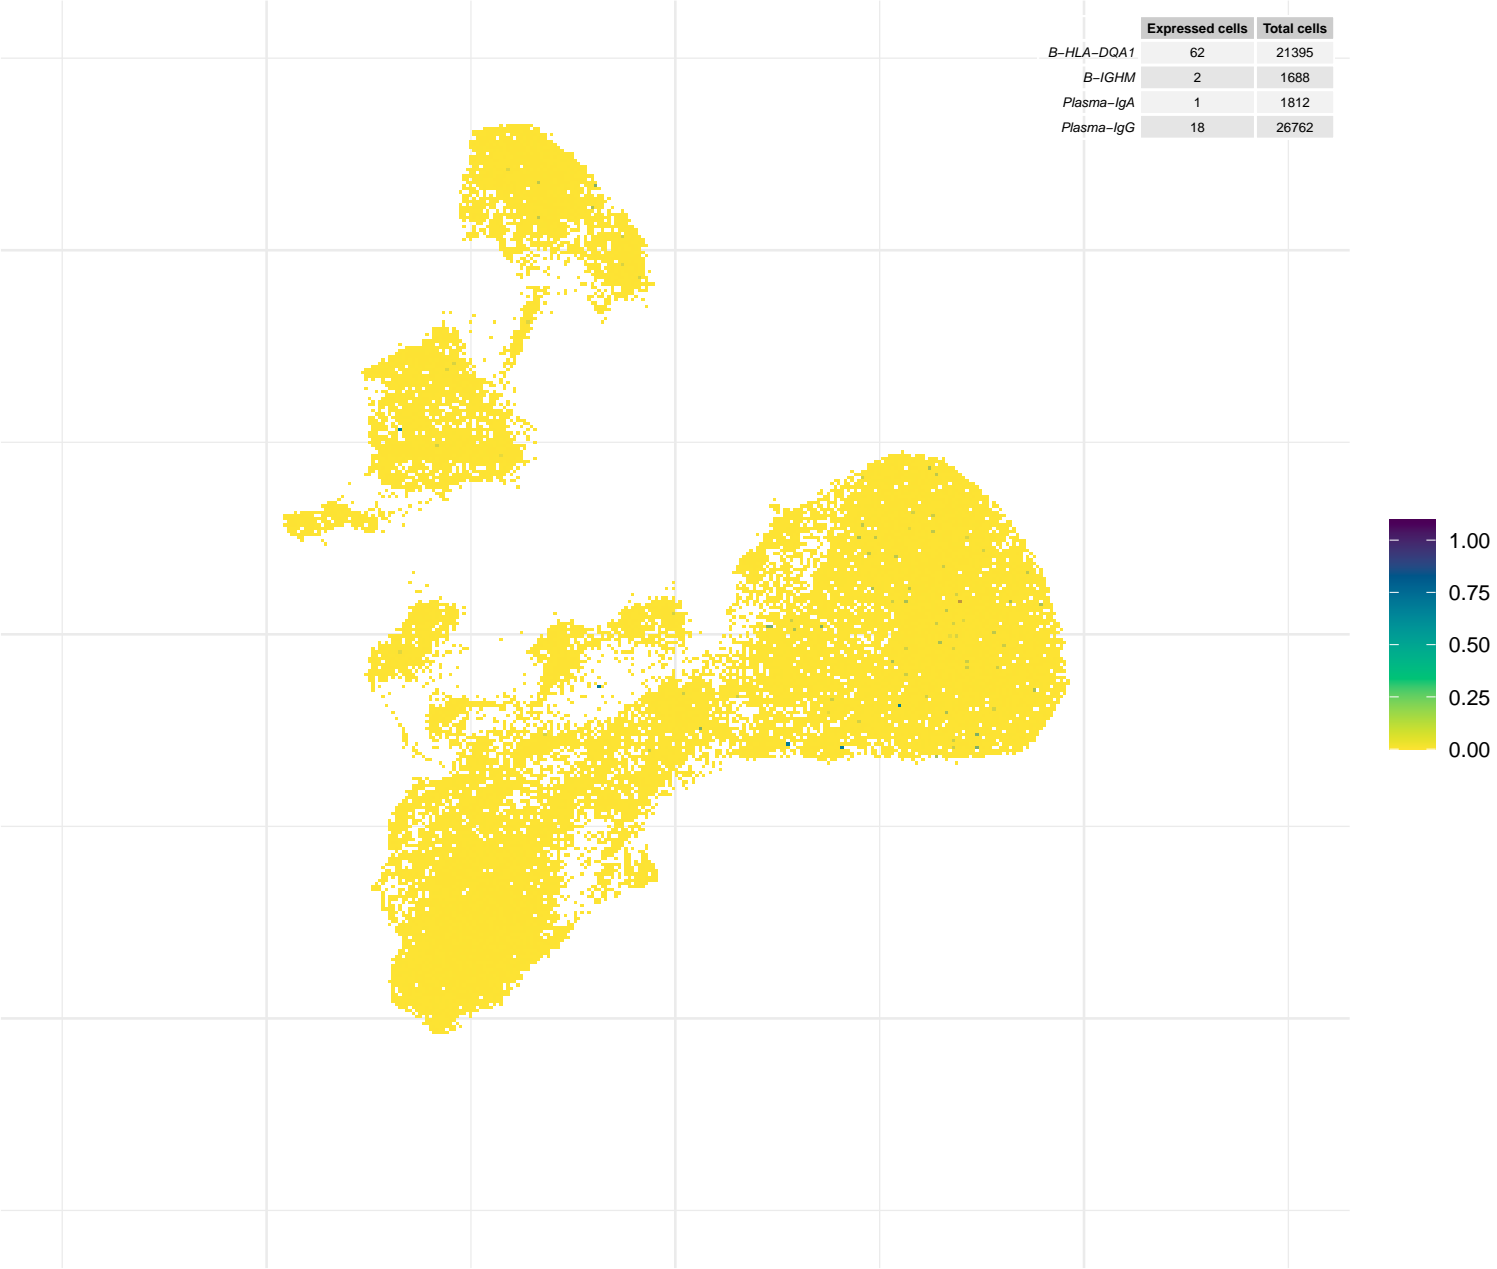 Expressed cells Total cells
B−HLA−DQA1 62 21395
B−IGHM 2 1688
Plasma−IgA 1 1812
Plasma−IgG 18 26762
1.00
0.75
0.50
0.25
0.00